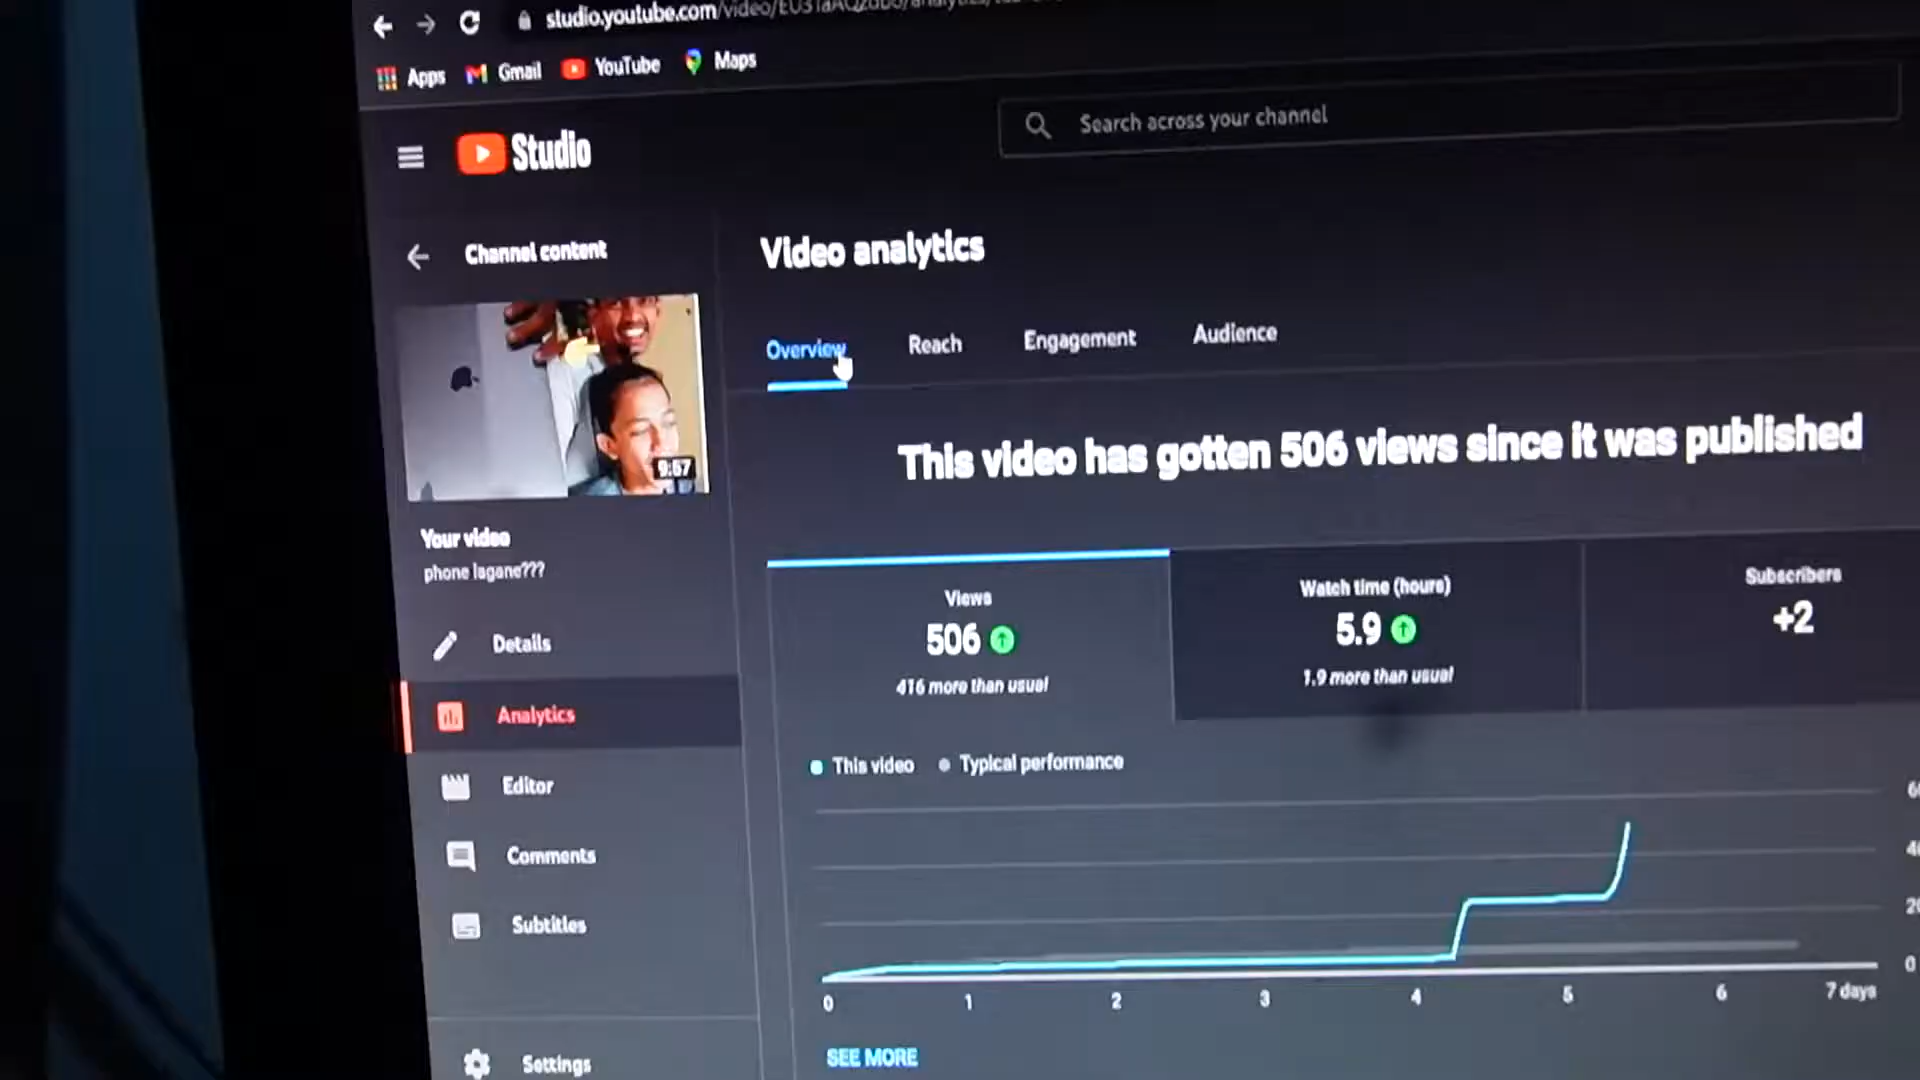 studio.youtube.com/video/
Apps Gmail YouTube Maps
Studio
Search across your channel
Channel content
Video analytics
Overview Reach Engagement Audience
9:57
This video has gotten 506 views since it was published
Your video
phone lagane???
Views
506
416 more than usual
Watch time (hours)
5.9
1.9 more than usual
Subscribers
+2
Details
Analytics
Editor
Comments
Subtitles
Settings
This video Typical performance
0
0 1 2 3 4 5 6 7 days
SEE MORE